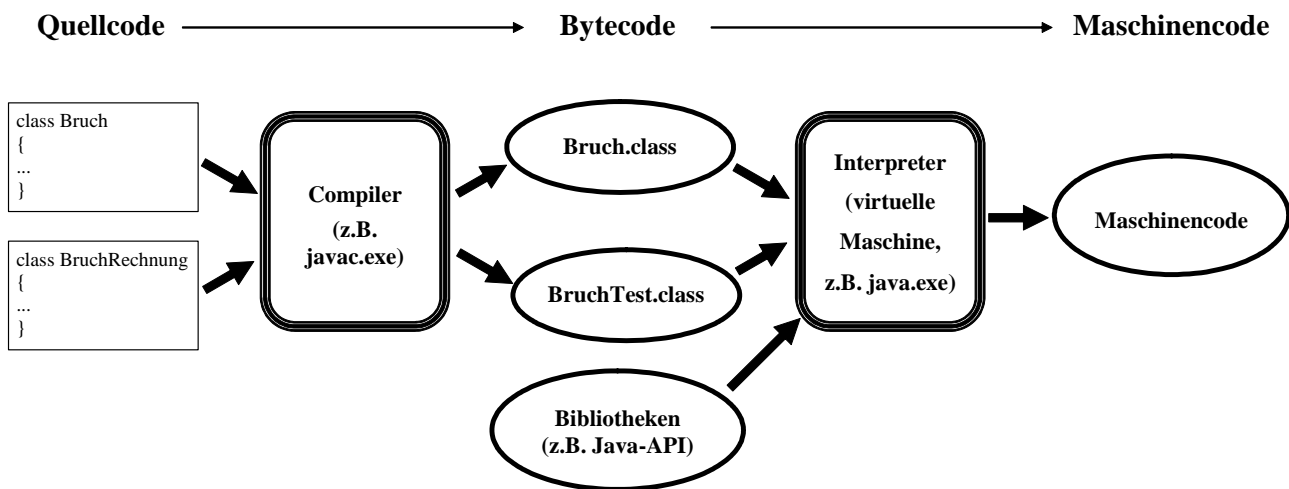 Quellcode
Bytecode
Maschinencode
class Bruch
{
...
}
class BruchRechnung
{
...
}
Compiler
(z.B.
javac.exe)
Bruch.class
BruchTest.class
Bibliotheken
(z.B. Java-API)
Interpreter
(virtuelle
Maschine,
z.B. java.exe)
Maschinencode